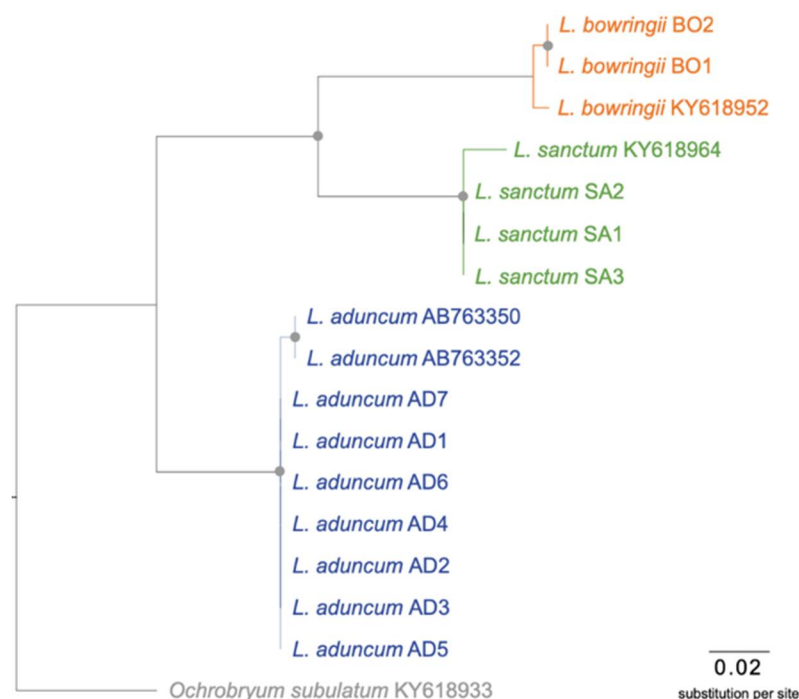 L. bowringii BO2
L. bowringii BO1
L. bowringii KY618952
L. sanctum KY618964
L. sanctum SA2
L. sanctum SA1
L. sanctum SA3
L. aduncum AB763350
L. aduncum AB763352
L. aduncum AD7
L. aduncum AD1
L. aduncum AD6
L. aduncum AD4
L. aduncum AD2
L. aduncum AD3
L. aduncum AD5
Ochrobryum subulatum KY618933
0.02
substitution per site